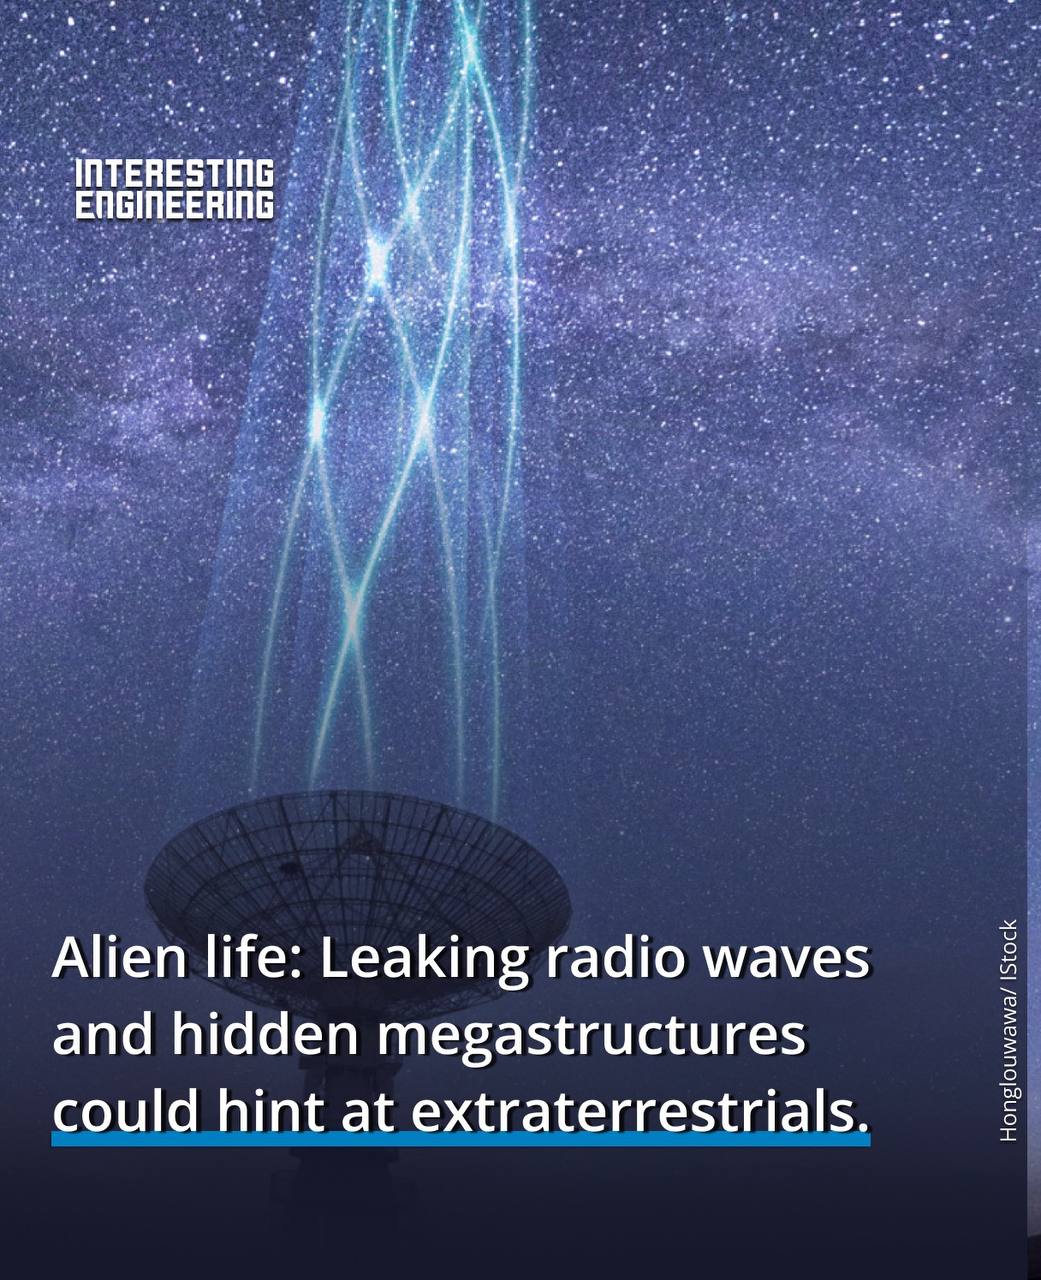 INTERESTING
ENGINEERING
Alien life: Leaking radio waves
and hidden megastructures
could hint at extraterrestrials.
Honglouwawa/ IStock